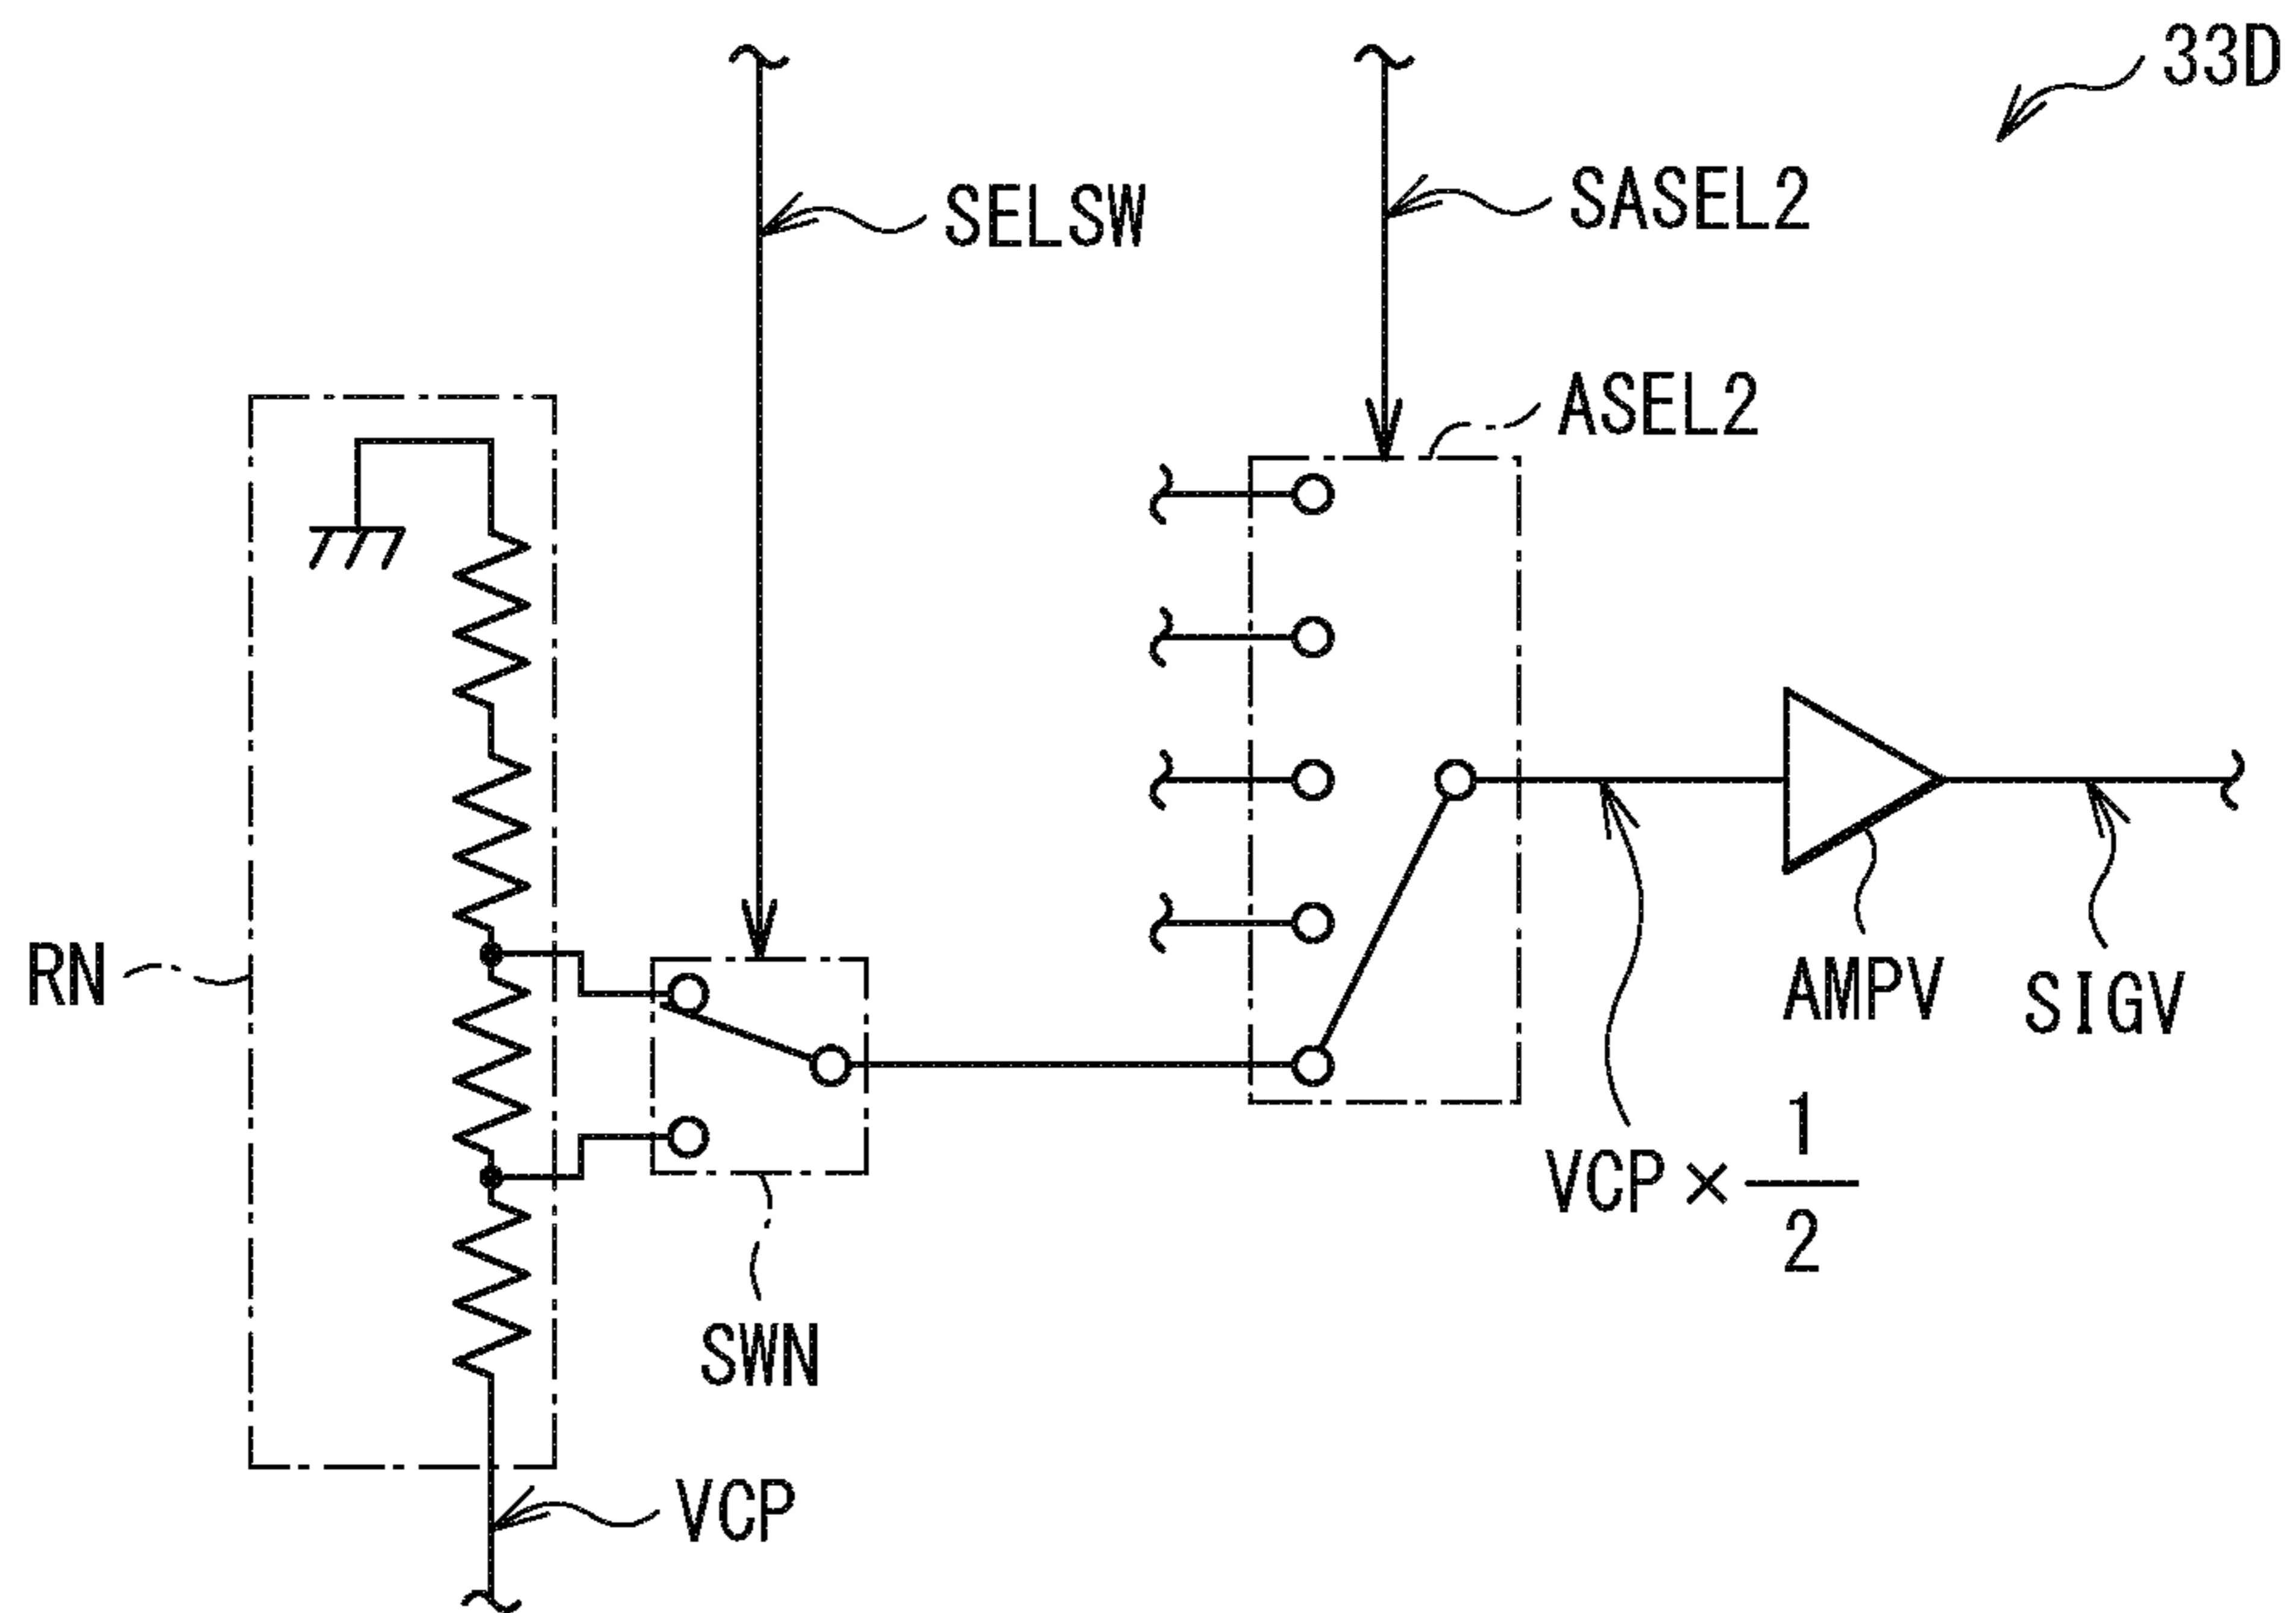 33D
SELSW
SASEL2
ASEL2
RN
AMPV
SIGV
VCP × 1/2
SWN
VCP